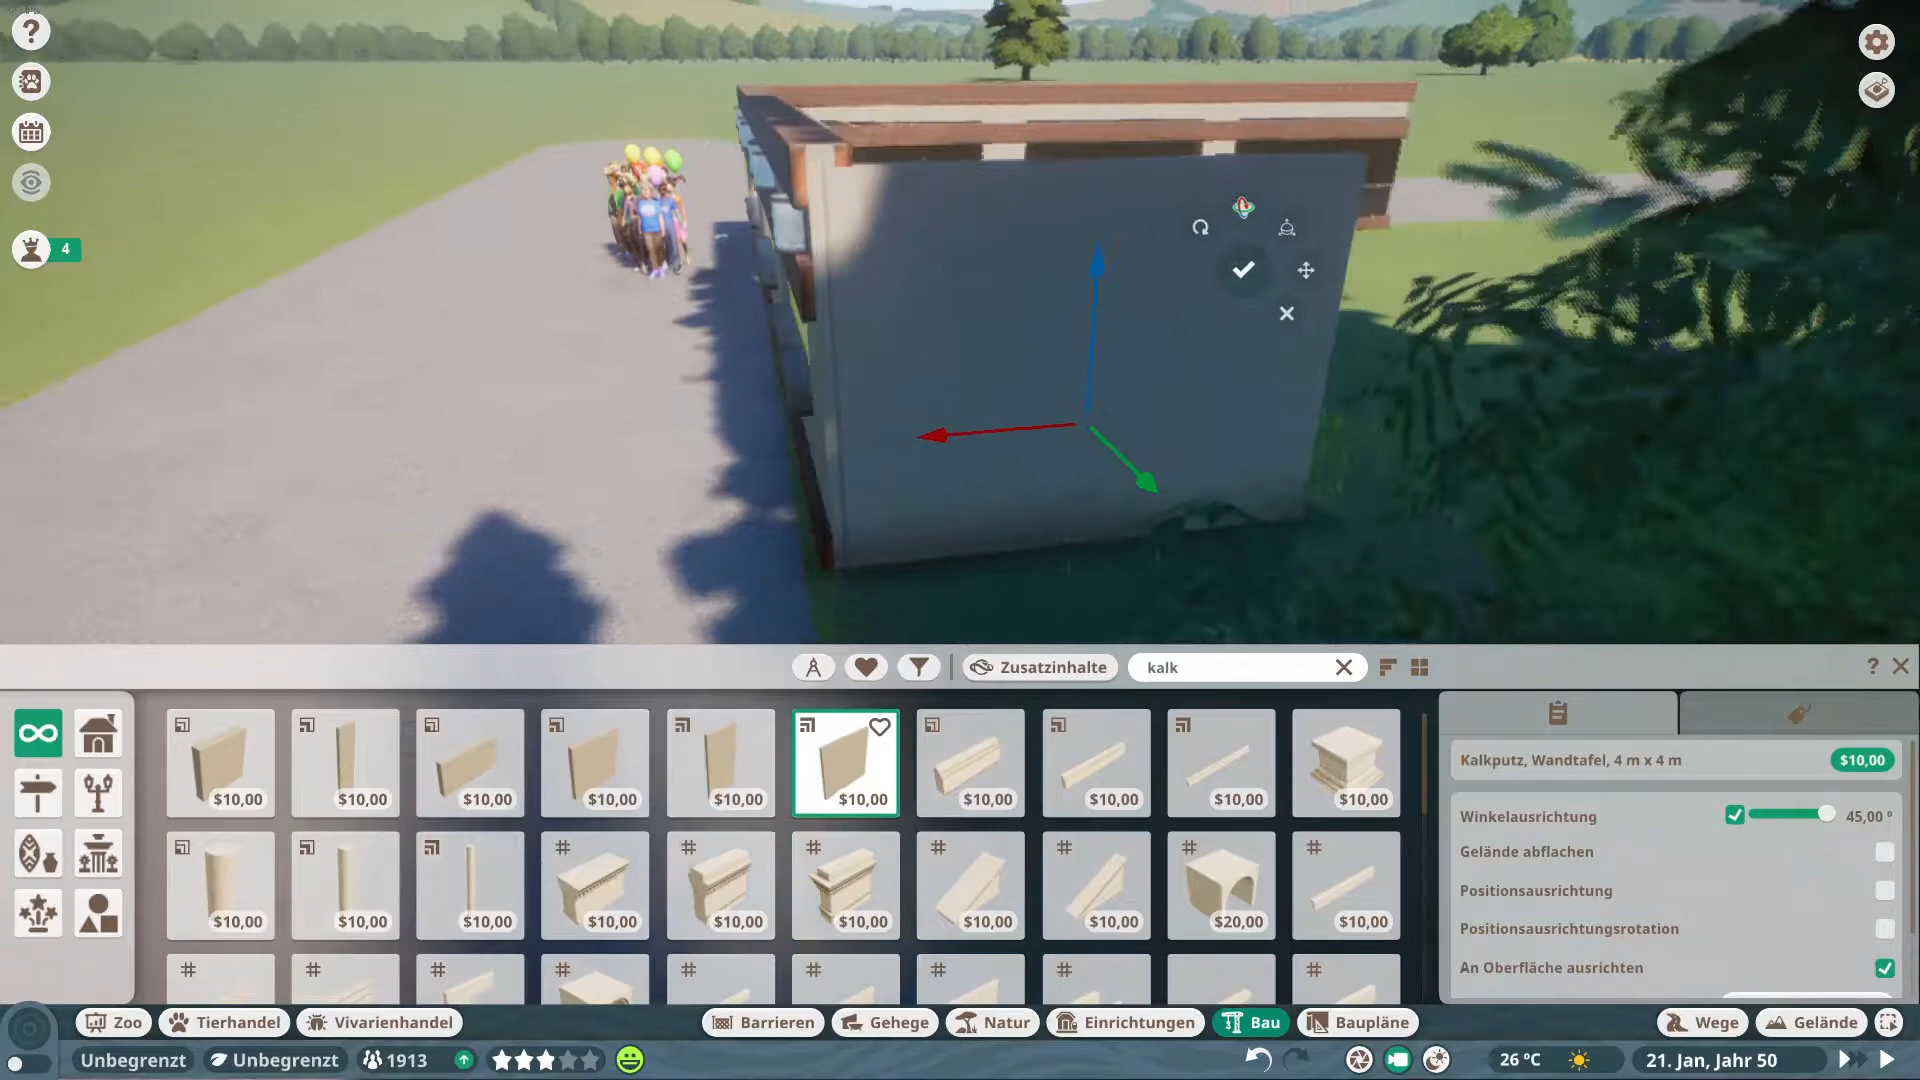 4
Zusatzinhalte
kalk
$10,00 $10,00 $10,00 $10,00 $10,00 $10,00 $10,00 $10,00 $10,00 $10,00
$10,00 $10,00 $10,00 $10,00 $10,00 $10,00 $10,00 $10,00 $20,00 $10,00
Kalkputz, Wandtafel, 4 m x 4 m $10,00
Winkelausrichtung 45,00 °
Gelände abflachen
Positionsausrichtung
Positionsausrichtungsrotation
An Oberfläche ausrichten
Zoo Tierhandel Vivarienhandel Barrieren Gehege Natur Einrichtungen Bau Baupläne Wege Gelände
Unbegrenzt Unbegrenzt 1913 26 °C 21. Jan, Jahr 50